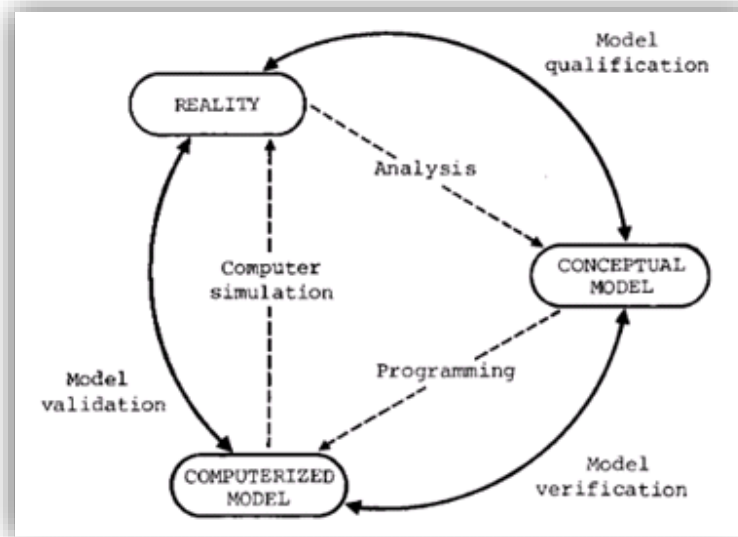 Model
qualification
REALITY
Analysis
CONCEPTUAL
MODEL
Computer
simulation
Programming
Model
validation
COMPUTERIZED
MODEL
Model
verification